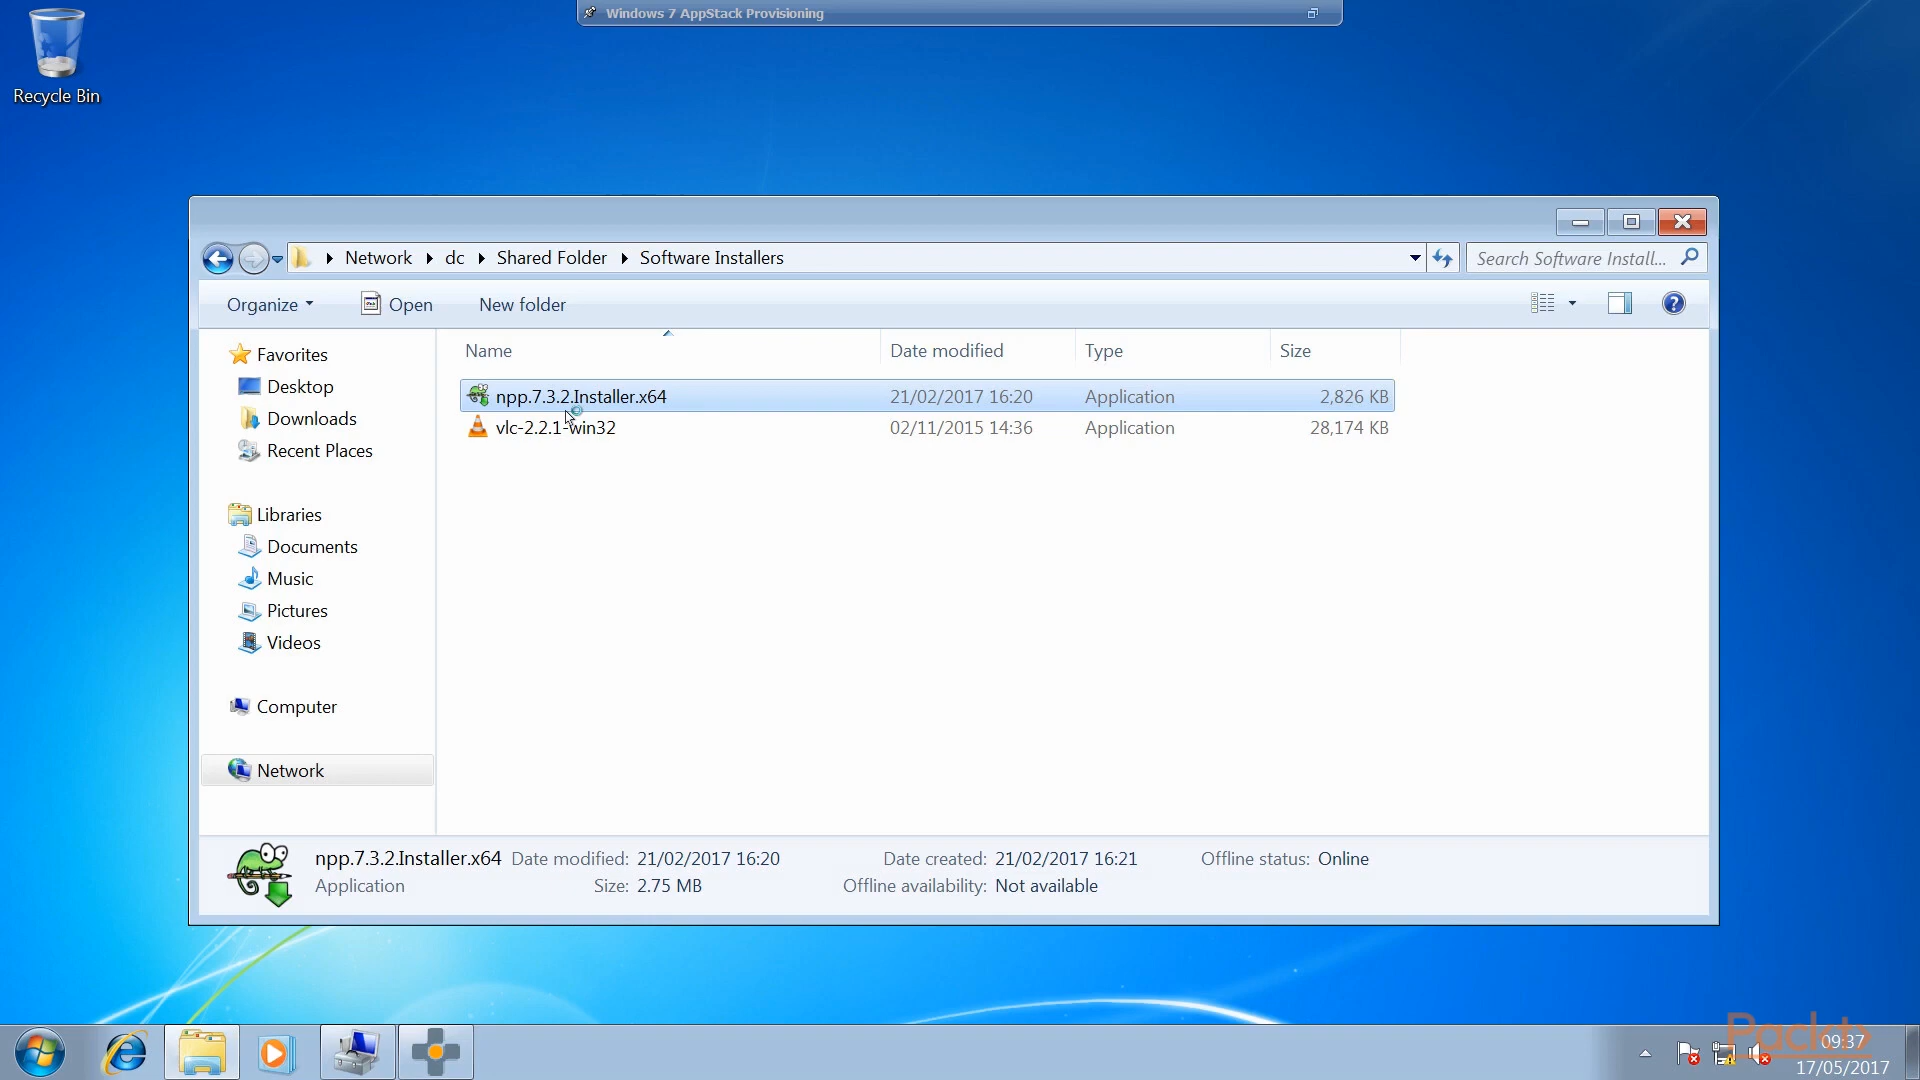 Windows 7 AppStack Provisioning
Recycle Bin
Network dc Shared Folder Software Installers
Search Software Install...
Organize Open New folder
Name Date modified Type Size
npp.7.3.2.Installer.x64 21/02/2017 16:20 Application 2,826 KB
vlc-2.2.1-win32 02/11/2015 14:36 Application 28,174 KB
Favorites
Desktop
Downloads
Recent Places
Libraries
Documents
Music
Pictures
Videos
Computer
Network
npp.7.3.2.Installer.x64 Date modified: 21/02/2017 16:20 Date created: 21/02/2017 16:21 Offline status: Online
Application Size: 2.75 MB Offline availability: Not available
Packt>
09:37
17/05/2017